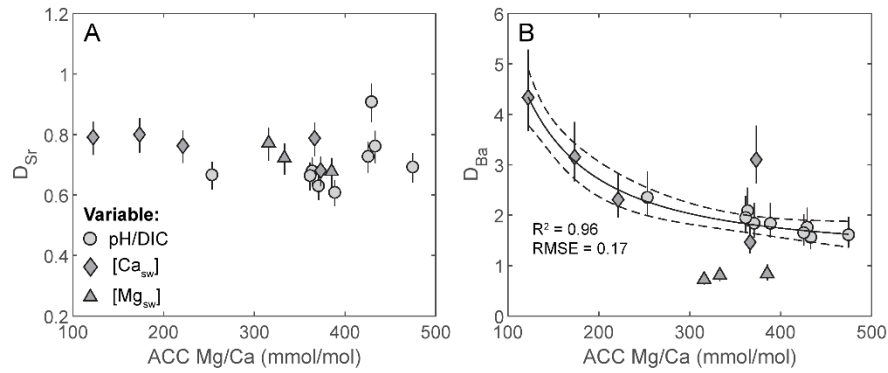 A
1.2
1
0.8
0.6
0.4
0.2
D_Sr
Variable:
pH/DIC
[Ca_sw]
[Mg_sw]
100 200 300 400 500
ACC Mg/Ca (mmol/mol)
B
6
5
4
3
2
1
0
D_Ba
R² = 0.96
RMSE = 0.17
100 200 300 400 500
ACC Mg/Ca (mmol/mol)